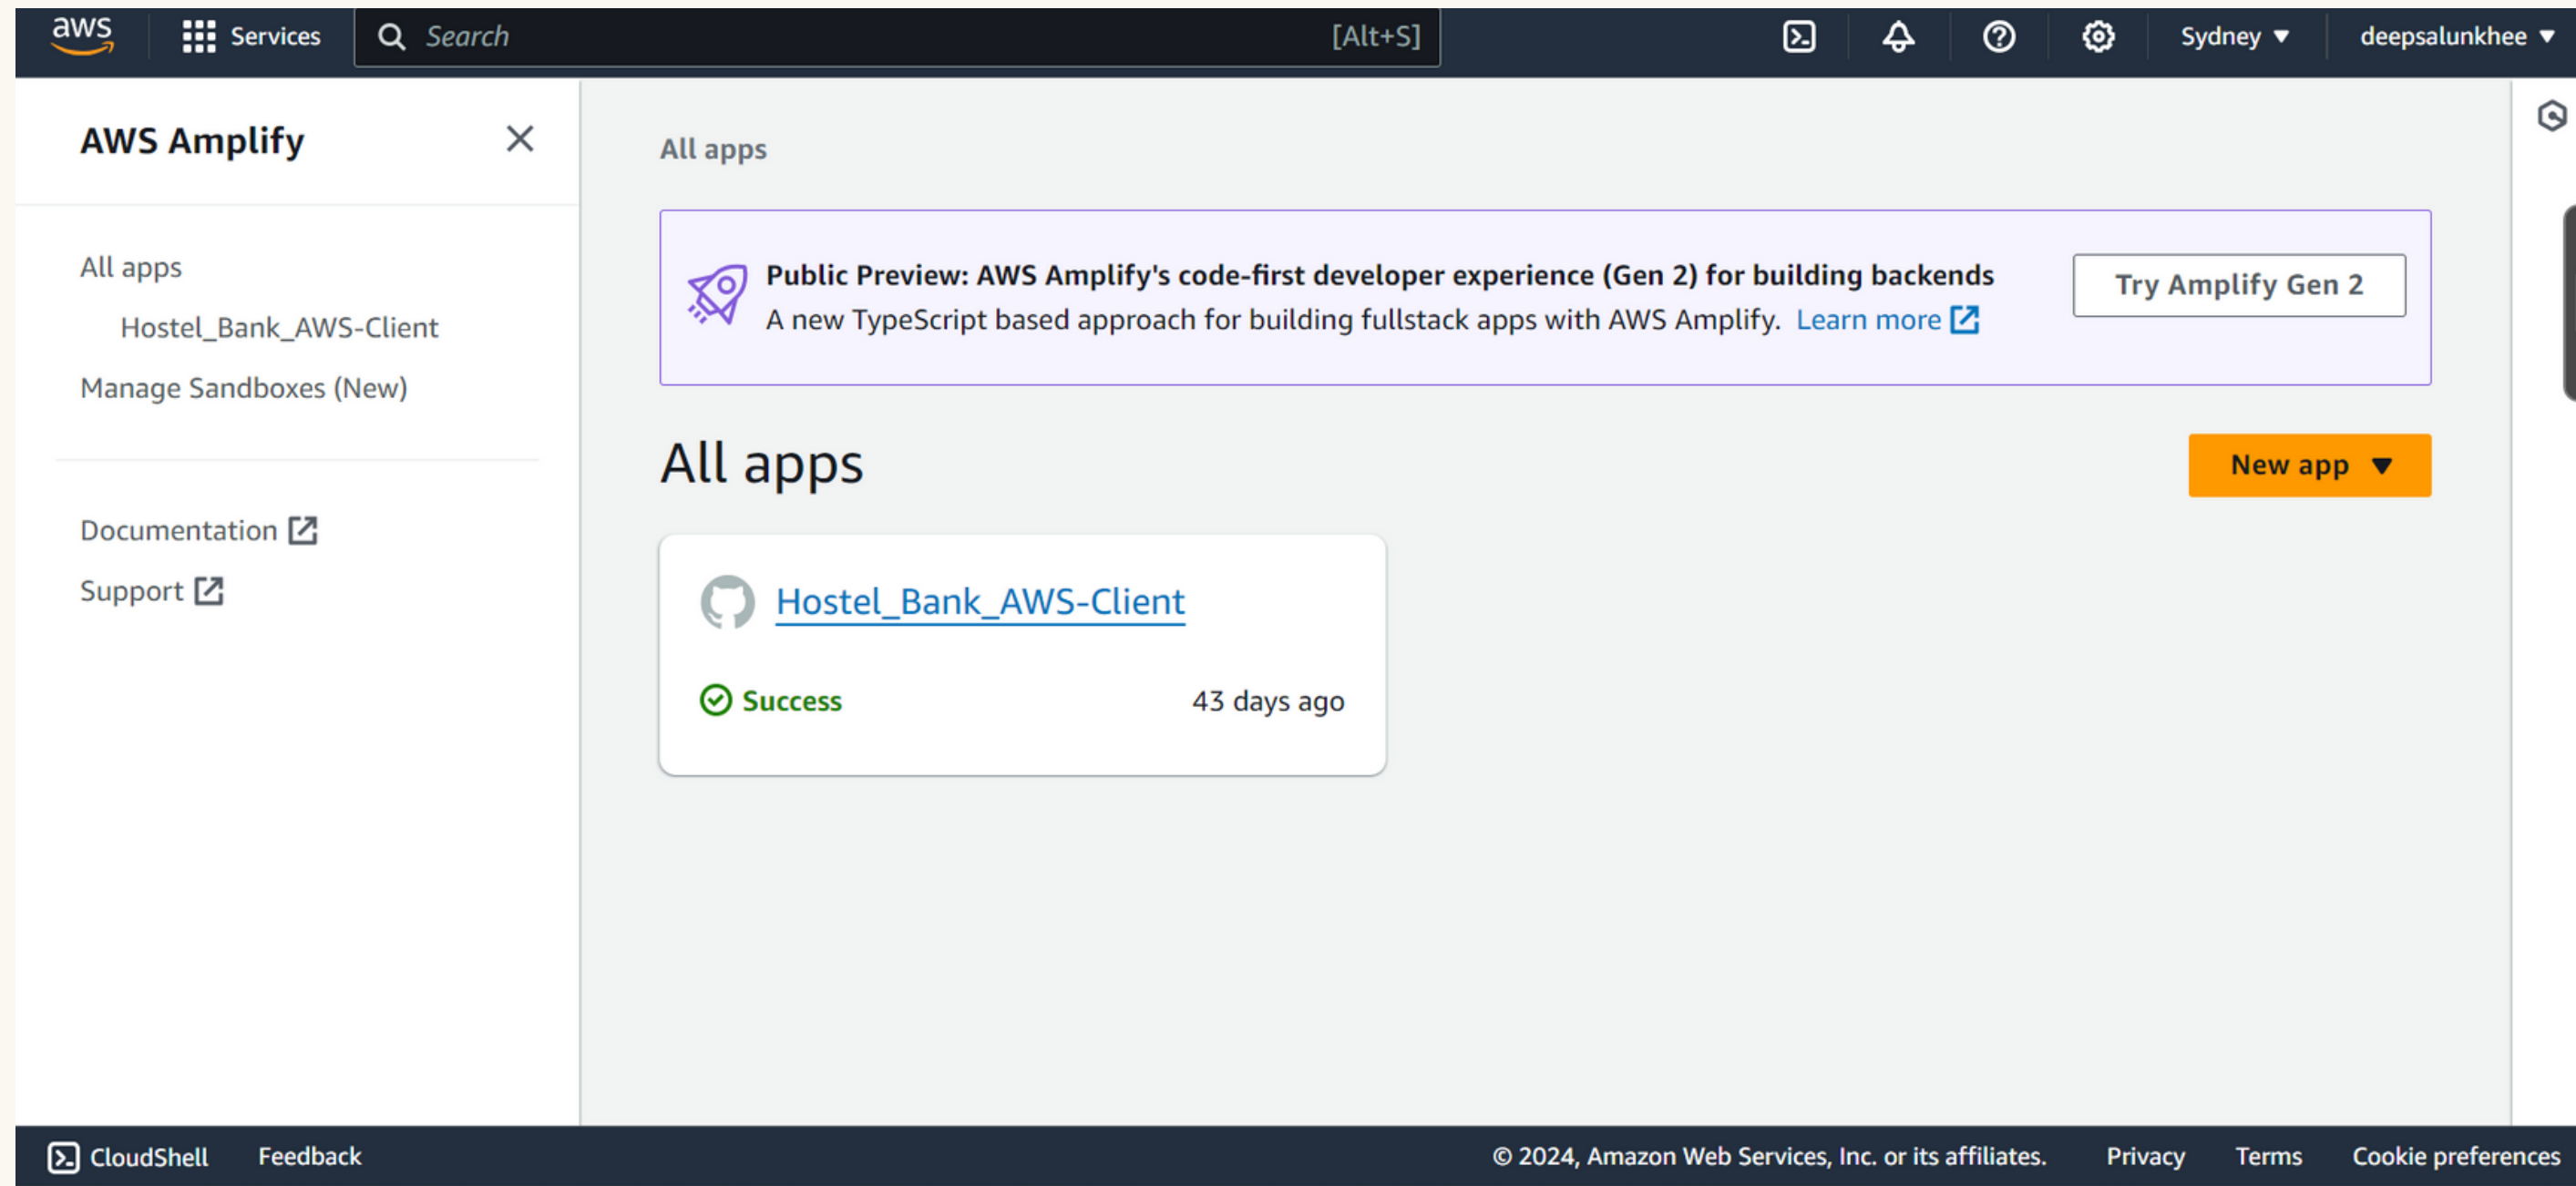 aws Services Search [Alt+S] Sydney deepsalunkhee
AWS Amplify
All apps
Hostel_Bank_AWS-Client
Manage Sandboxes (New)
Documentation
Support
All apps
Public Preview: AWS Amplify's code-first developer experience (Gen 2) for building backends
A new TypeScript based approach for building fullstack apps with AWS Amplify. Learn more
Try Amplify Gen 2
All apps
New app
Hostel_Bank_AWS-Client
Success 43 days ago
CloudShell Feedback © 2024, Amazon Web Services, Inc. or its affiliates. Privacy Terms Cookie preferences